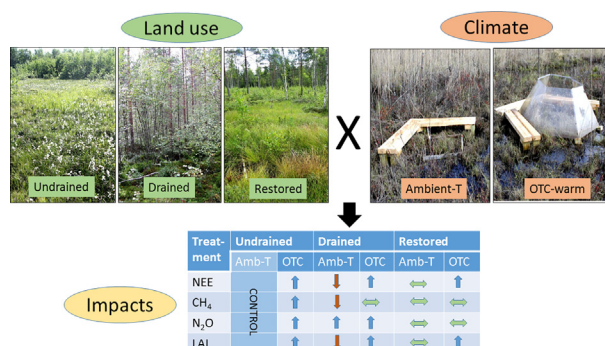 Land use
Climate
X
Undrained
Drained
Restored
Ambient-T
OTC-warm
Impacts
Treat-
ment
Undrained
Drained
Restored
Amb-T
OTC
Amb-T
OTC
Amb-T
OTC
NEE
CONTROL
CH₄
N₂O
LAI